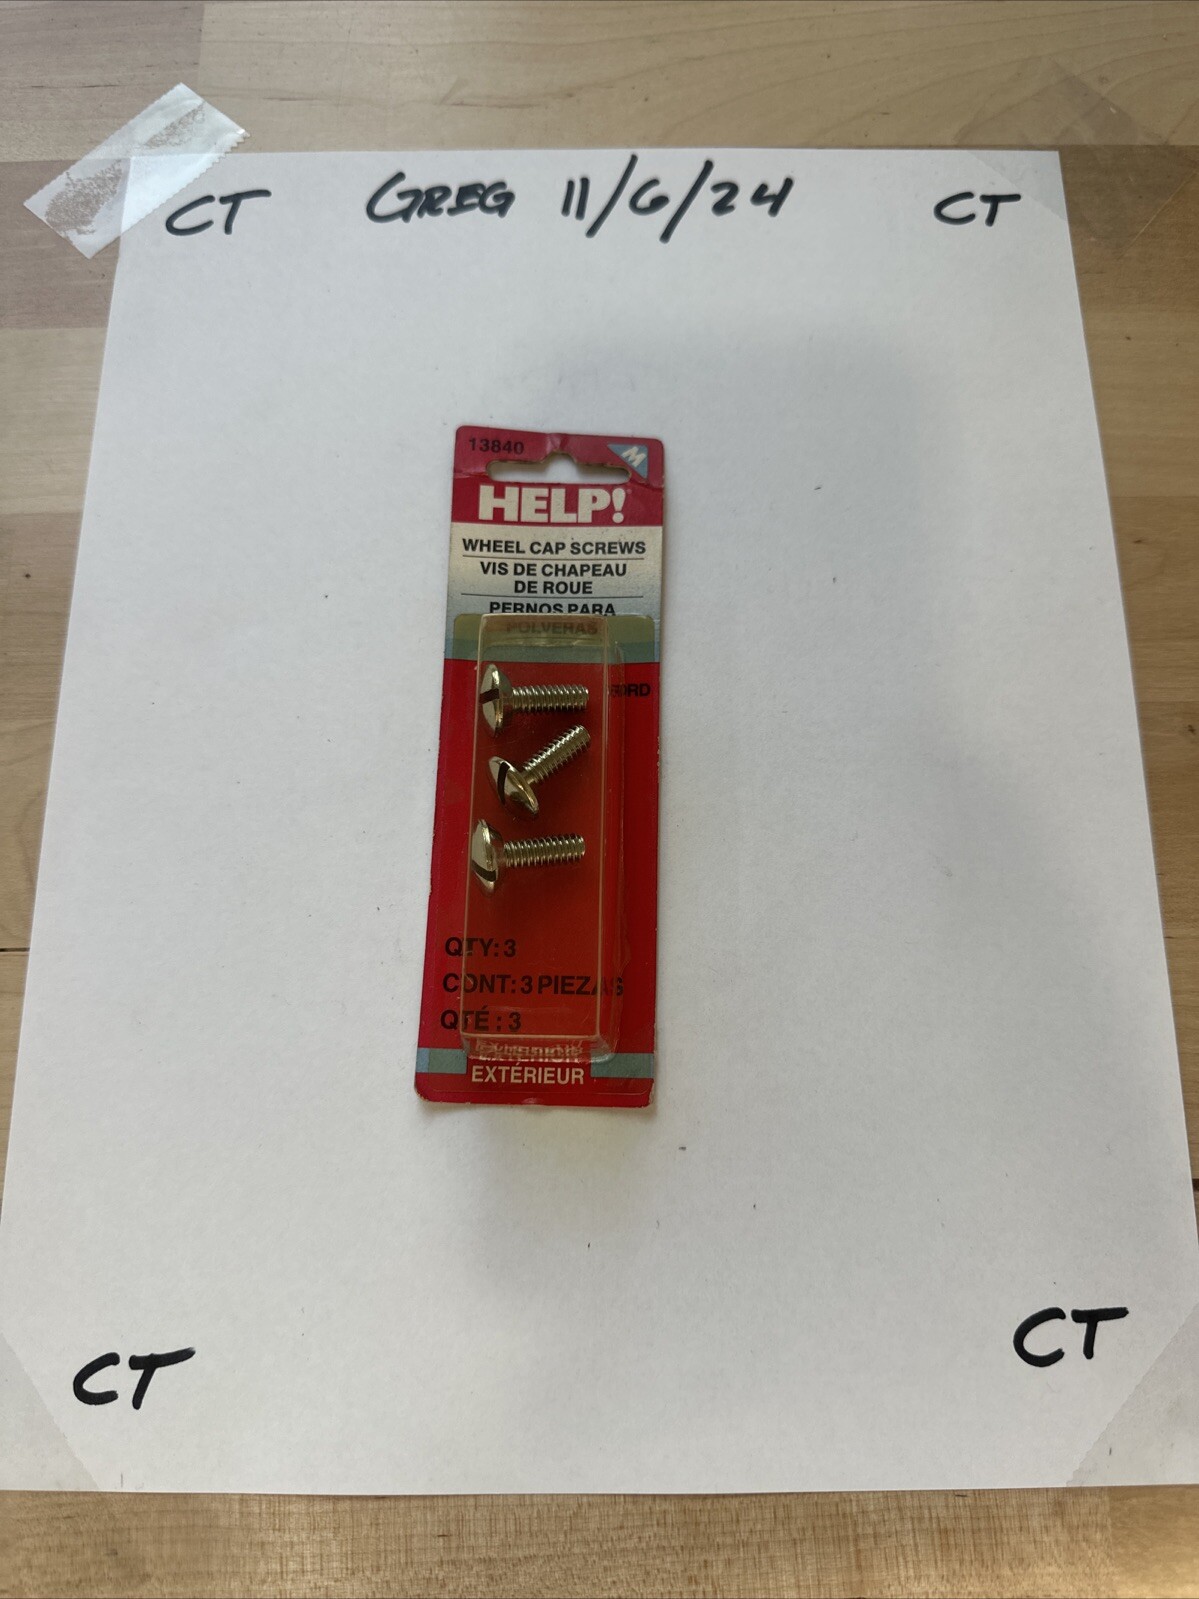 CT GREG 11/6/24 CT
13840 M
HELP!
WHEEL CAP SCREWS
VIS DE CHAPEAU
DE ROUE
PERNOS PARA
POLVERAS
QTY: 3
CONT: 3 PIEZAS
QTÉ : 3
EXTERIOR
EXTÉRIEUR
CT CT